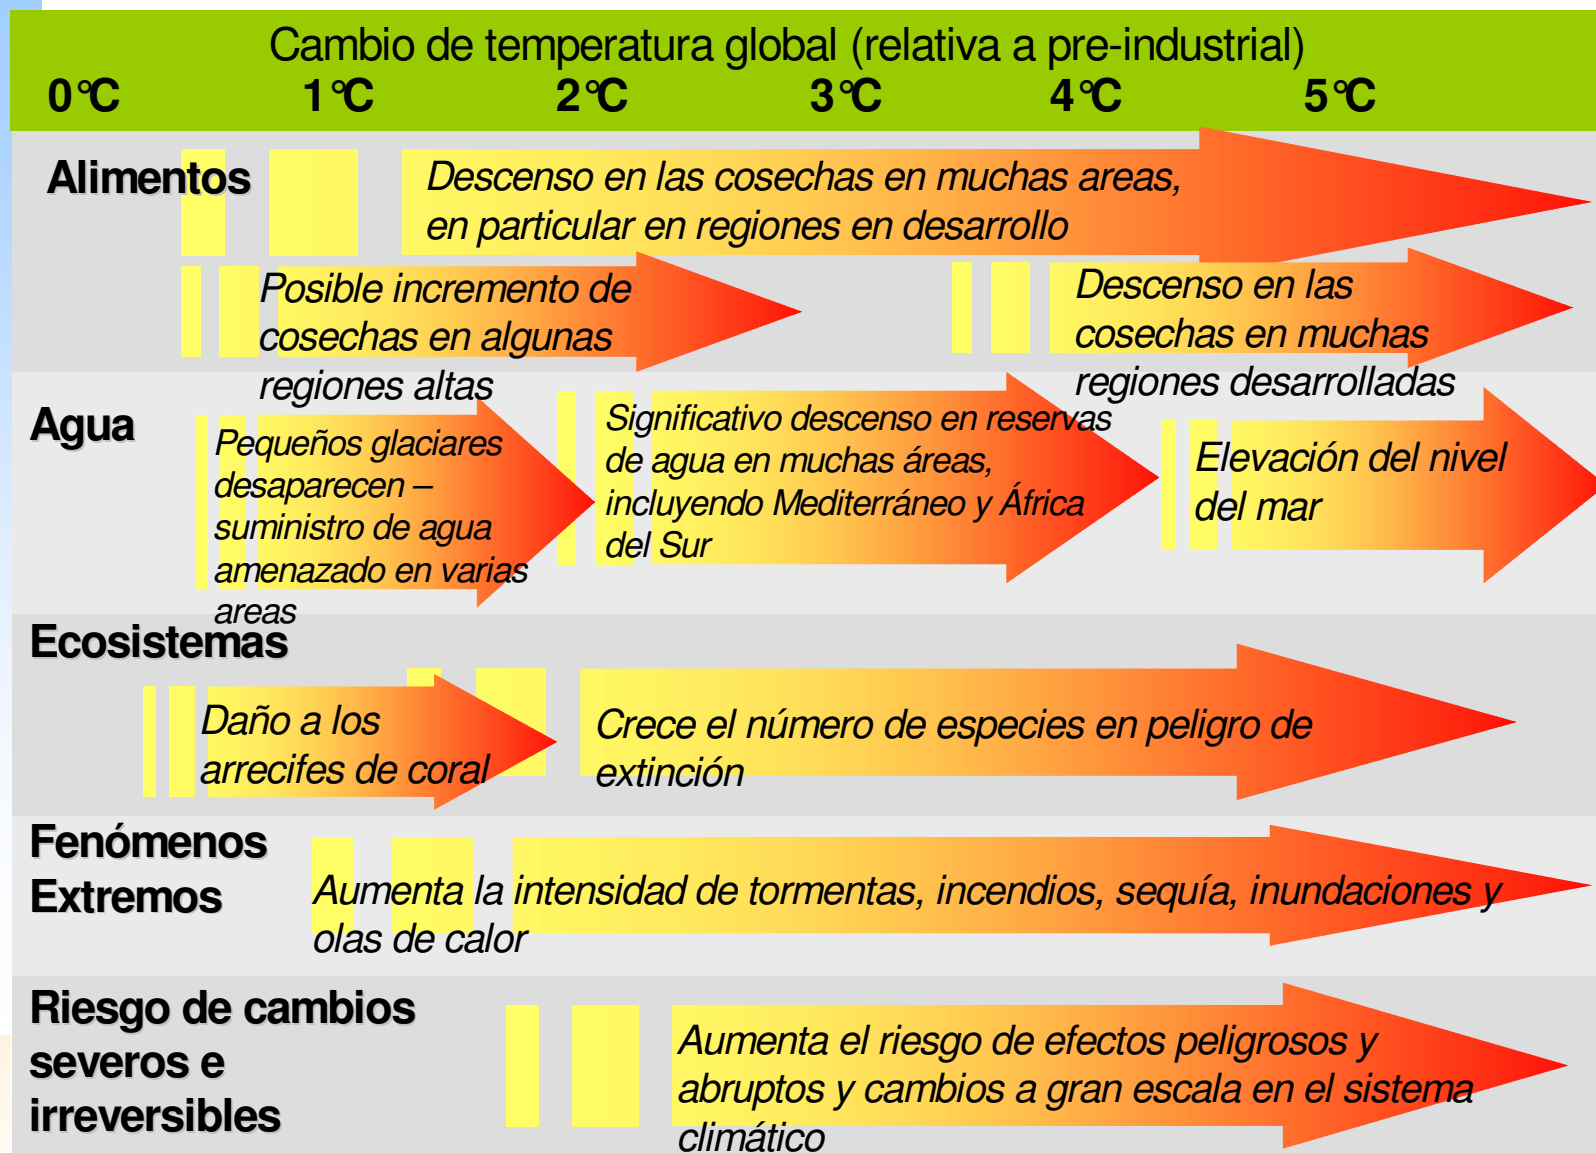 Cambio de temperatura global (relativa a pre-industrial)
0°C 1°C 2°C 3°C 4°C 5°C
Alimentos
Descenso en las cosechas en muchas areas,
en particular en regiones en desarrollo
Posible incremento de
cosechas en algunas
regiones altas
Descenso en las
cosechas en muchas
regiones desarrolladas
Agua
Pequeños glaciares
desaparecen –
suministro de agua
amenazado en varias
areas
Significativo descenso en reservas
de agua en muchas áreas,
incluyendo Mediterráneo y África
del Sur
Elevación del nivel
del mar
Ecosistemas
Daño a los
arrecifes de coral
Crece el número de especies en peligro de
extinción
Fenómenos
Extremos
Aumenta la intensidad de tormentas, incendios, sequía, inundaciones y
olas de calor
Riesgo de cambios
severos e
irreversibles
Aumenta el riesgo de efectos peligrosos y
abruptos y cambios a gran escala en el sistema
climático